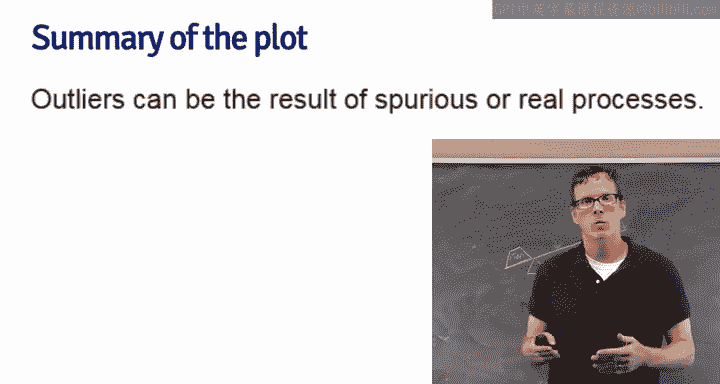 Summary of the plot
Outliers can be the result of spurious or real processes.